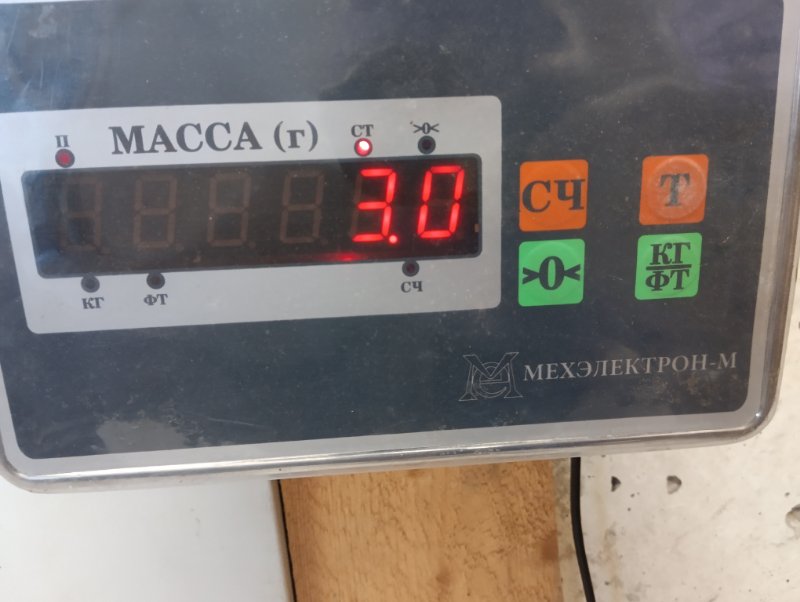 П МАССА (г) СТ >0<
3.0
КГ ФТ СЧ
СЧ Т
>0< КГ
ФТ
МЕХЭЛЕКТРОН-М